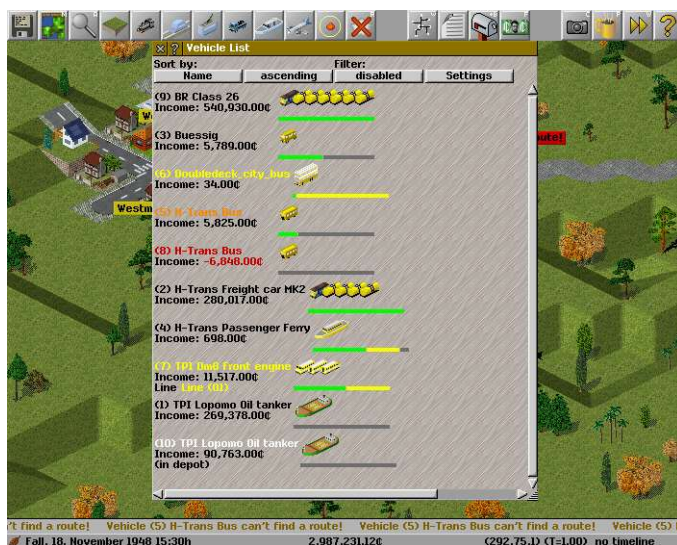 Vehicle List
Sort by: Filter:
Name ascending disabled Settings
(9) BR Class 26
Income: 540,930.00¢
(3) Buessig
Income: 5,789.00¢
(6) Doubledeck_city_bus
Income: 34.00¢
(5) H-Trans Bus
Income: 5,825.00¢
(8) H-Trans Bus
Income: -6,848.00¢
(2) H-Trans Freight car MK2
Income: 280,017.00¢
(4) H-Trans Passenger Ferry
Income: 698.00¢
(7) TPI BmB front engine
Income: 11,517.00¢
Line Line (01)
(1) TPI Lopomo Oil tanker
Income: 269,378.00¢
(10) TPI Lopomo Oil tanker
Income: 90,763.00¢
(in depot)
Westm
oute!
't find a route! Vehicle (5) H-Trans Bus can't find a route! Vehicle (5) H-Trans Bus can't find a route! Vehicle (5)
Fall, 18. November 1948 15:30h 2.987.231.12¢ (292,75,1) (T=1.00) no timeline